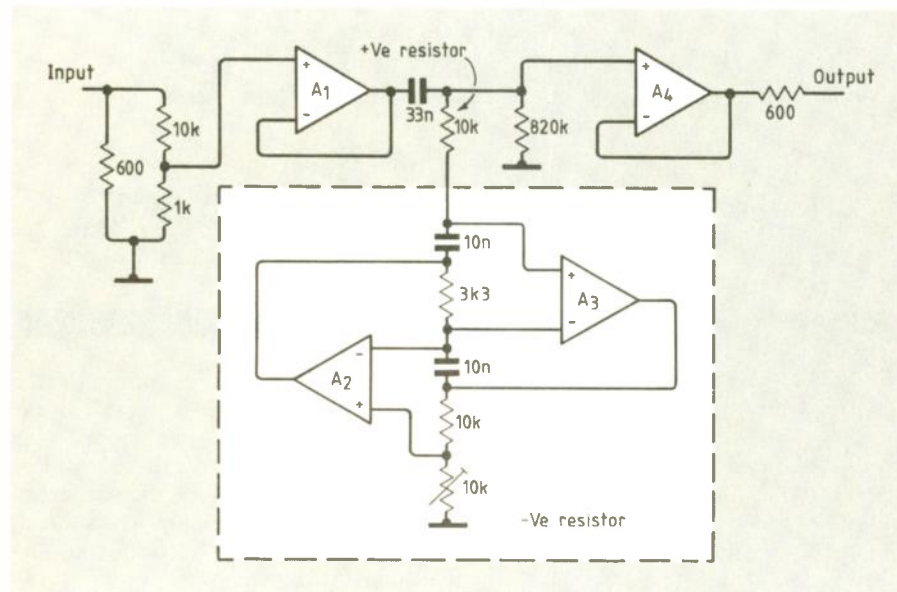 +Ve resistor
Input
Output
+
A1
-
33n
10k
600
1k
10k
820k
+
A4
-
600
10n
3k3
+
A3
-
-
A2
+
10n
10k
10k
-Ve resistor